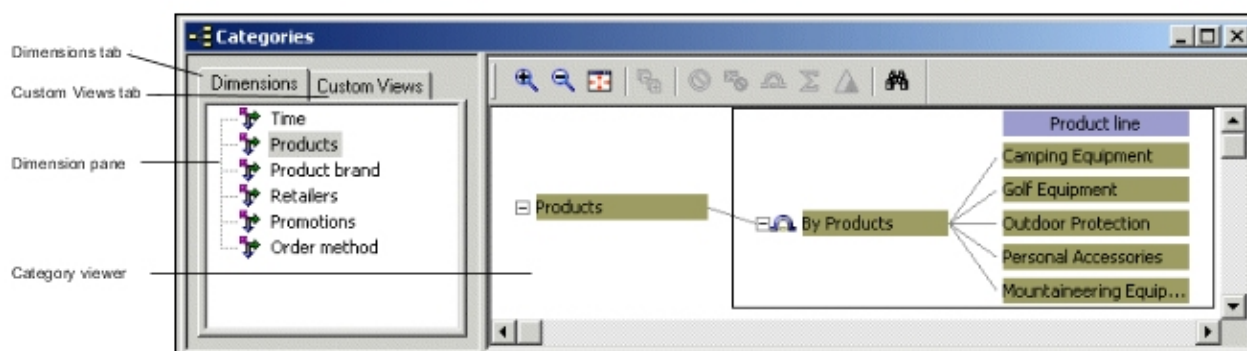 Categories
Dimensions tab
Dimensions
Custom Views
Custom Views tab
Time
Products
Dimension pane
Product brand
Retailers
Promotions
Order method
Category viewer
Products
By Products
Product line
Camping Equipment
Golf Equipment
Outdoor Protection
Personal Accessories
Mountaineering Equip...